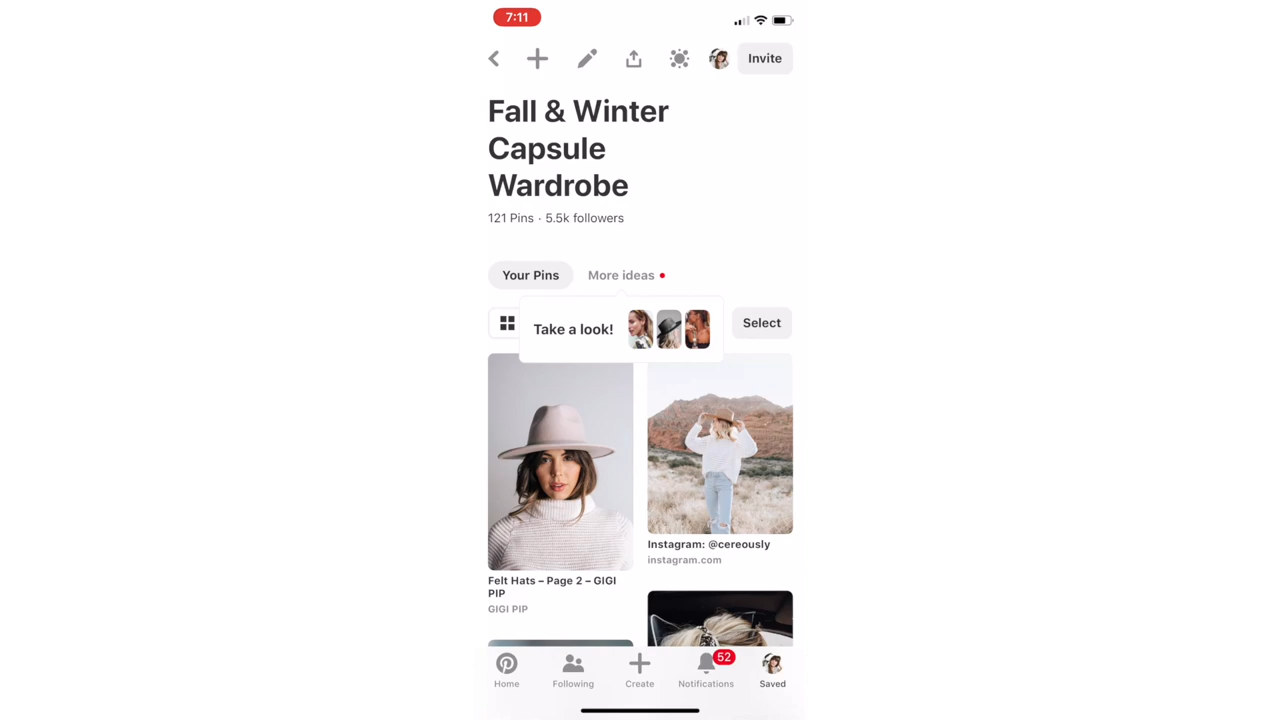 7:11
Invite
Fall & Winter
Capsule
Wardrobe
121 Pins · 5.5k followers
Your Pins
More ideas
Take a look!
Select
Felt Hats – Page 2 – GIGI
PIP
GIGI PIP
Instagram: @cereously
instagram.com
52
Home
Following
Create
Notifications
Saved